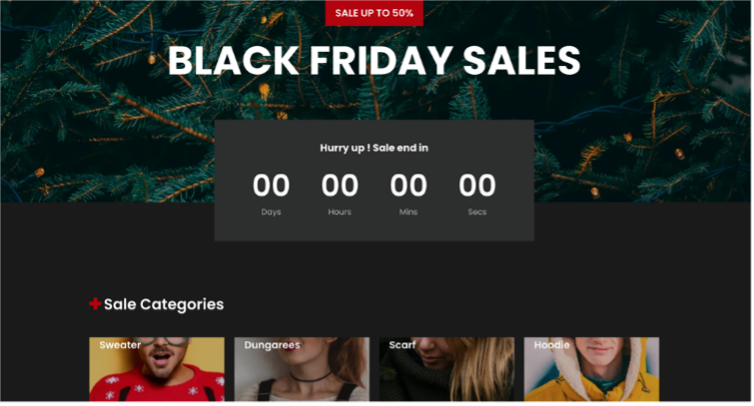 SALE UP TO 50%
BLACK FRIDAY SALES
Hurry up ! Sale end in
00 00 00 00
Days Hours Mins Secs
Sale Categories
Sweater Dungarees Scarf Hoodie